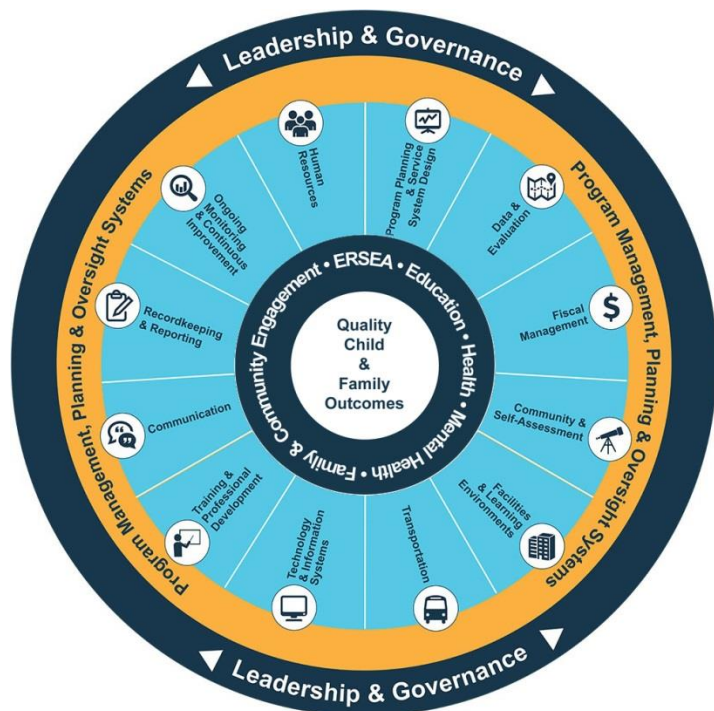 Leadership & Governance
Program Management, Planning & Oversight Systems
Program Management, Planning & Oversight Systems
Program Planning
& Service
System Design
Data &
Evaluation
$
Fiscal
Management
Community &
Self-Assessment
Facilities
& Learning
Environments
Transportation
Technology
& Information
Systems
Training &
Professional
Development
Communication
Recordkeeping
& Reporting
Ongoing
Monitoring
& Continuous
Improvement
Human
Resources
Family & Community Engagement • ERSEA • Education • Health • Mental Health •
Quality
Child
&
Family
Outcomes
Leadership & Governance